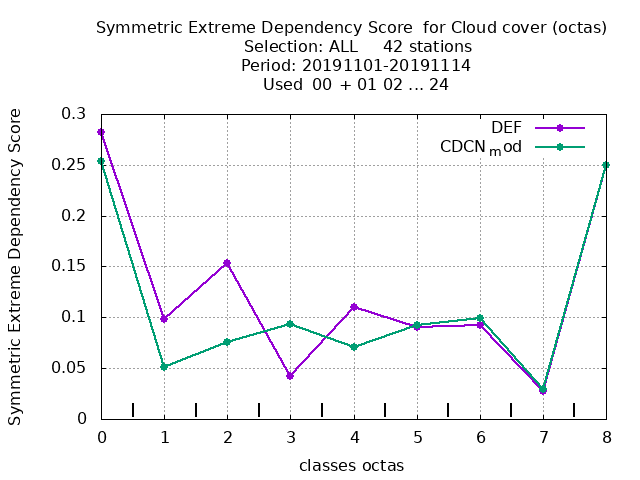 Symmetric Extreme Dependency Score  for Cloud cover (octas)
Selection: ALL     42 stations
Period: 20191101-20191114
Used  00 + 01 02 ... 24
DEF
CDCN_mod
Symmetric Extreme Dependency Score
0.3
0.25
0.2
0.15
0.1
0.05
0
0 1 2 3 4 5 6 7 8
classes octas